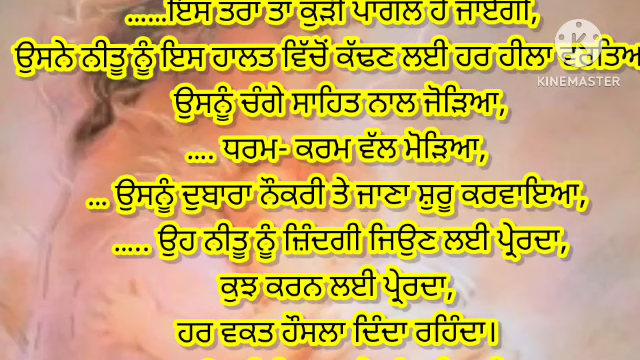 ......ਇਸ ਤਰਾਂ ਤਾਂ ਕੁੜੀ ਪਾਗਲ ਹੋ ਜਾਏਗੀ,
ਉਸਨੇ ਨੀਤੂ ਨੂੰ ਇਸ ਹਾਲਤ ਵਿੱਚੋਂ ਕੱਢਣ ਲਈ ਹਰ ਹੀਲਾ
KINEMASTER
ਉਸਨੂੰ ਚੰਗੇ ਸਾਹਿਤ ਨਾਲ ਜੋੜਿਆ,
.... ਧਰਮ- ਕਰਮ ਵੱਲ ਮੋੜਿਆ,
... ਉਸਨੂੰ ਦੁਬਾਰਾ ਨੌਕਰੀ ਤੇ ਜਾਣਾ ਸ਼ੁਰੂ ਕਰਵਾਇਆ,
..... ਉਹ ਨੀਤੂ ਨੂੰ ਜ਼ਿੰਦਗੀ ਜਿਉਣ ਲਈ ਪ੍ਰੇਰਦਾ,
ਕੁਝ ਕਰਨ ਲਈ ਪ੍ਰੇਰਦਾ,
ਹਰ ਵਕਤ ਹੌਸਲਾ ਦਿੰਦਾ ਰਹਿੰਦਾ।